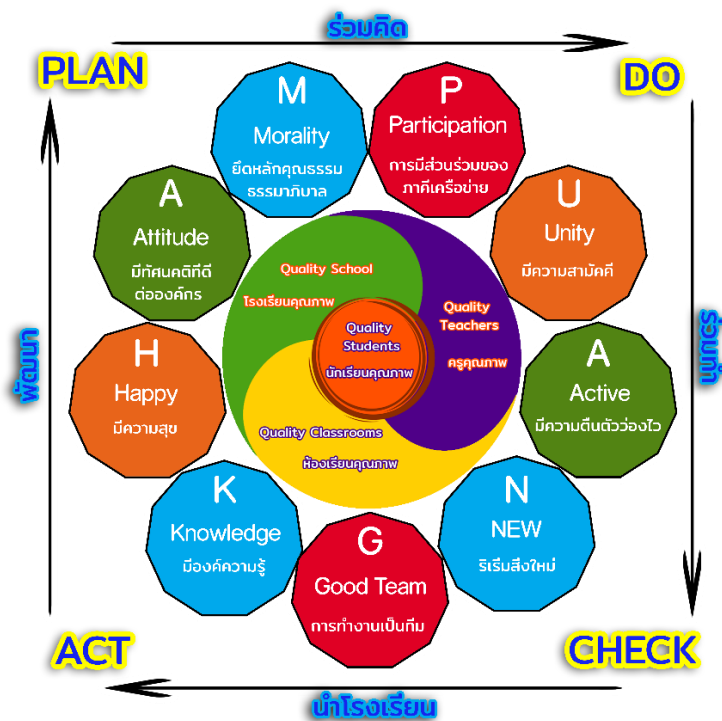 ร่วมคิด
PLAN
DO
M
Morality
ยึดหลักคุณธรรม
ธรรมาภิบาล
P
Participation
การมีส่วนร่วมของ
ภาคีเครือข่าย
A
Attitude
มีทัศนคติที่ดี
ต่อองค์กร
U
Unity
มีความสามัคคี
Quality School
โรงเรียนคุณภาพ
Quality
Teachers
ครูคุณภาพ
Quality
Students
นักเรียนคุณภาพ
Quality Classrooms
ห้องเรียนคุณภาพ
พัฒนา
ร่วมทำ
H
Happy
มีความสุข
A
Active
มีความตืนตัวว่องไว
K
Knowledge
มีองค์ความรู้
N
NEW
ริเริ่มสิ่งใหม่
G
Good Team
การทำงานเป็นทีม
ACT
CHECK
นำโรงเรียน